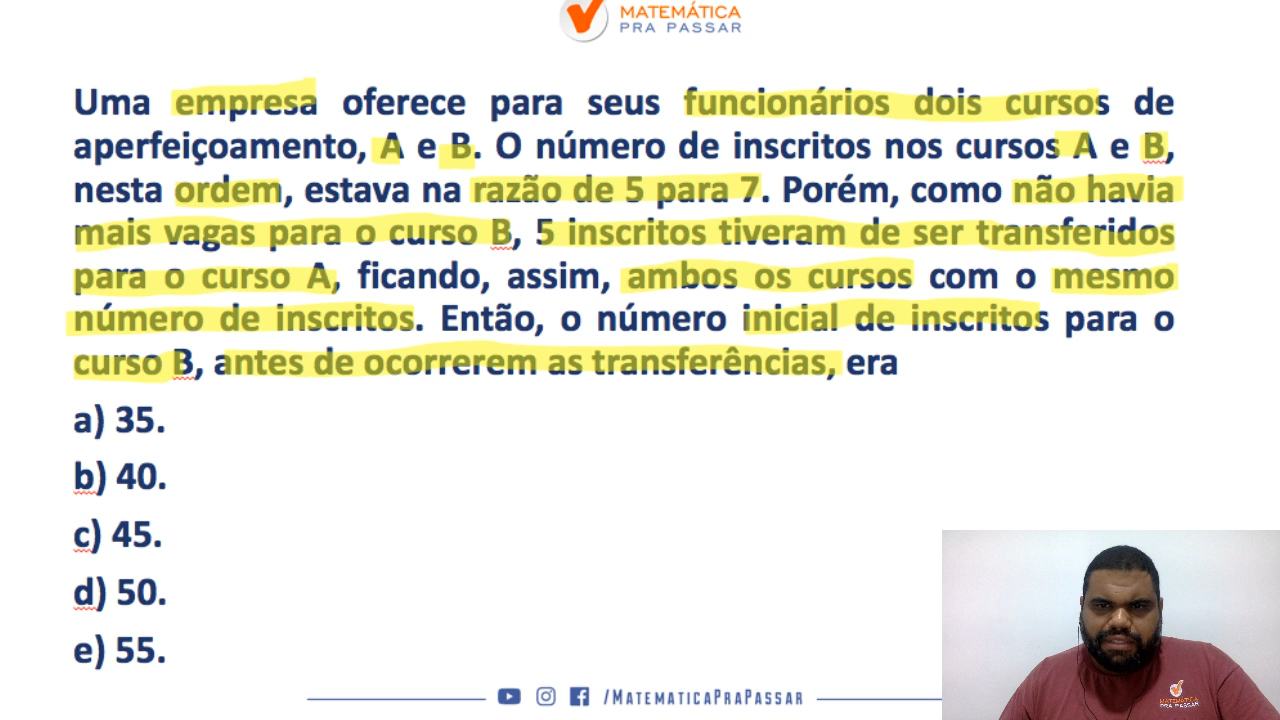 MATEMÁTICA
PRA PASSAR
Uma empresa oferece para seus funcionários dois cursos de
aperfeiçoamento, A e B. O número de inscritos nos cursos A e B,
nesta ordem, estava na razão de 5 para 7. Porém, como não havia
mais vagas para o curso B, 5 inscritos tiveram de ser transferidos
para o curso A, ficando, assim, ambos os cursos com o mesmo
número de inscritos. Então, o número inicial de inscritos para o
curso B, antes de ocorrerem as transferências, era
a) 35.
b) 40.
c) 45.
d) 50.
e) 55.
/MATEMATICAPRAPASSAR
MATEMÁTICA
PRA PASSAR